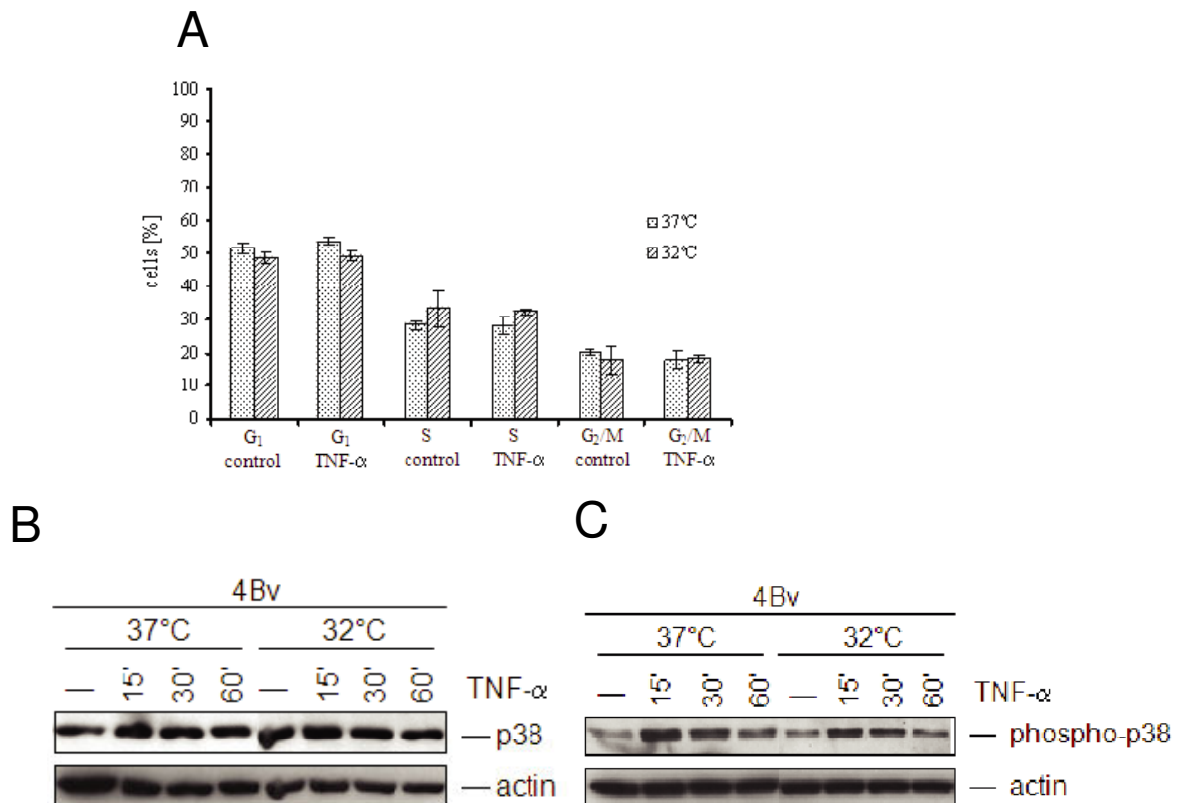 A
100
90
80
70
60
50
40
30
20
10
0
cells [%]
37°C
32°C
G1 control
G1 TNF-α
S control
S TNF-α
G2/M control
G2/M TNF-α
B
4Bv
37°C 32°C
— 15' 30' 60' — 15' 30' 60' TNF-α
— p38
— actin
C
4Bv
37°C 32°C
— 15' 30' 60' — 15' 30' 60' TNF-α
— phospho-p38
— actin